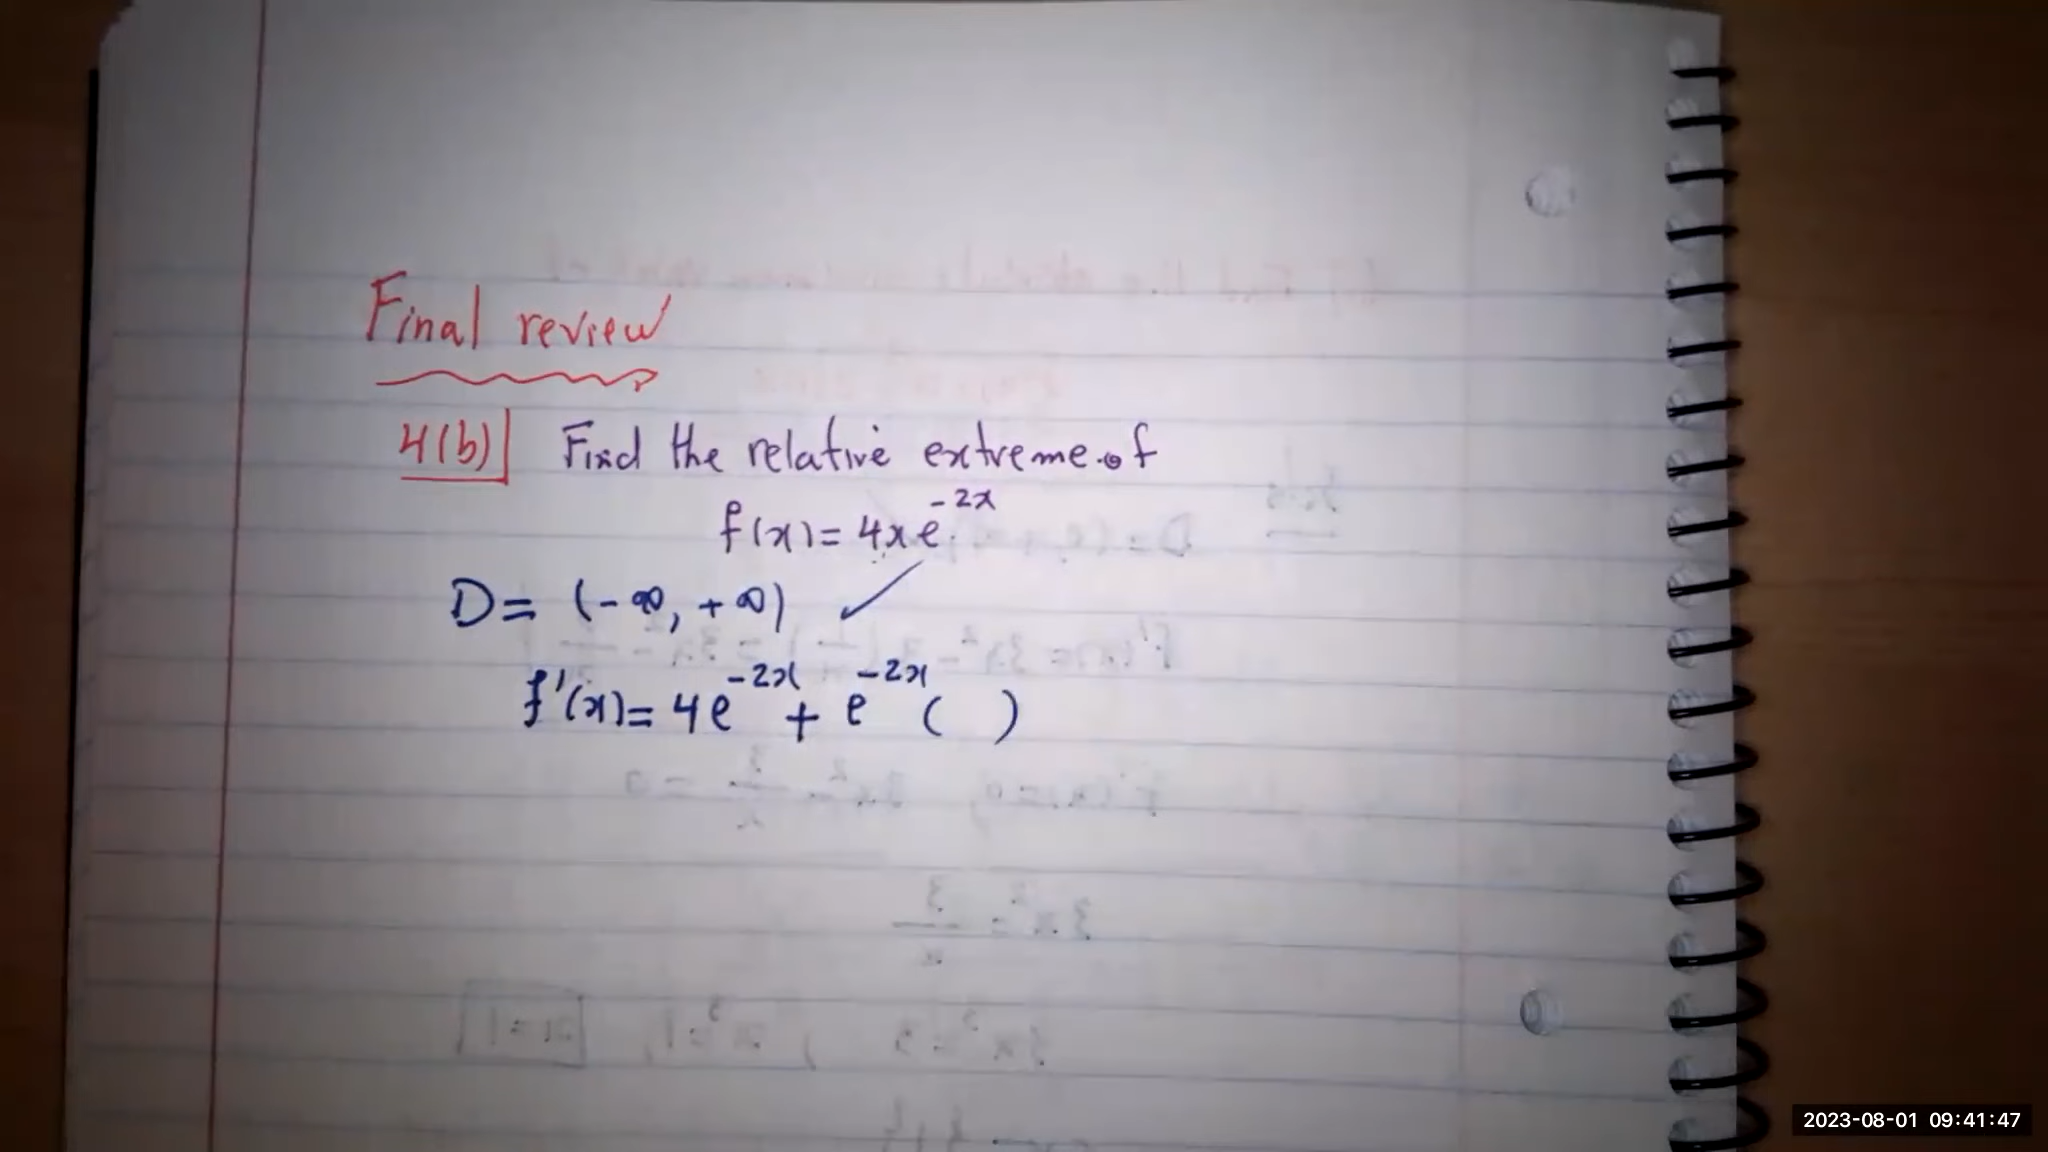 Final review
4(b) Find the relative extreme of
f(x) = 4xe^{-2x}
D = (-∞, +∞)
f'(x) = 4e^{-2x} + e^{-2x} ( )
2023-08-01 09:41:47